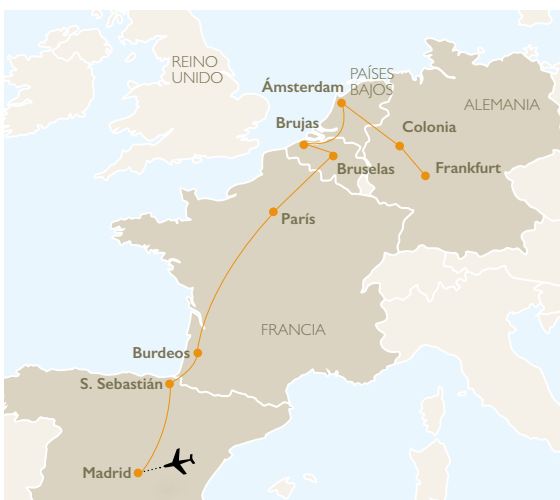 REINO
UNIDO
PAÍSES
BAJOS
Ámsterdam
ALEMANIA
Brujas
Colonia
Bruselas
Frankfurt
París
FRANCIA
Burdeos
S. Sebastián
Madrid